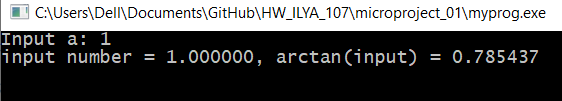 C:\Users\Dell\Documents\GitHub\HW_ILYA_107\microproject_01\myprog.exe
Input a: 1
input number = 1.000000, arctan(input) = 0.785437